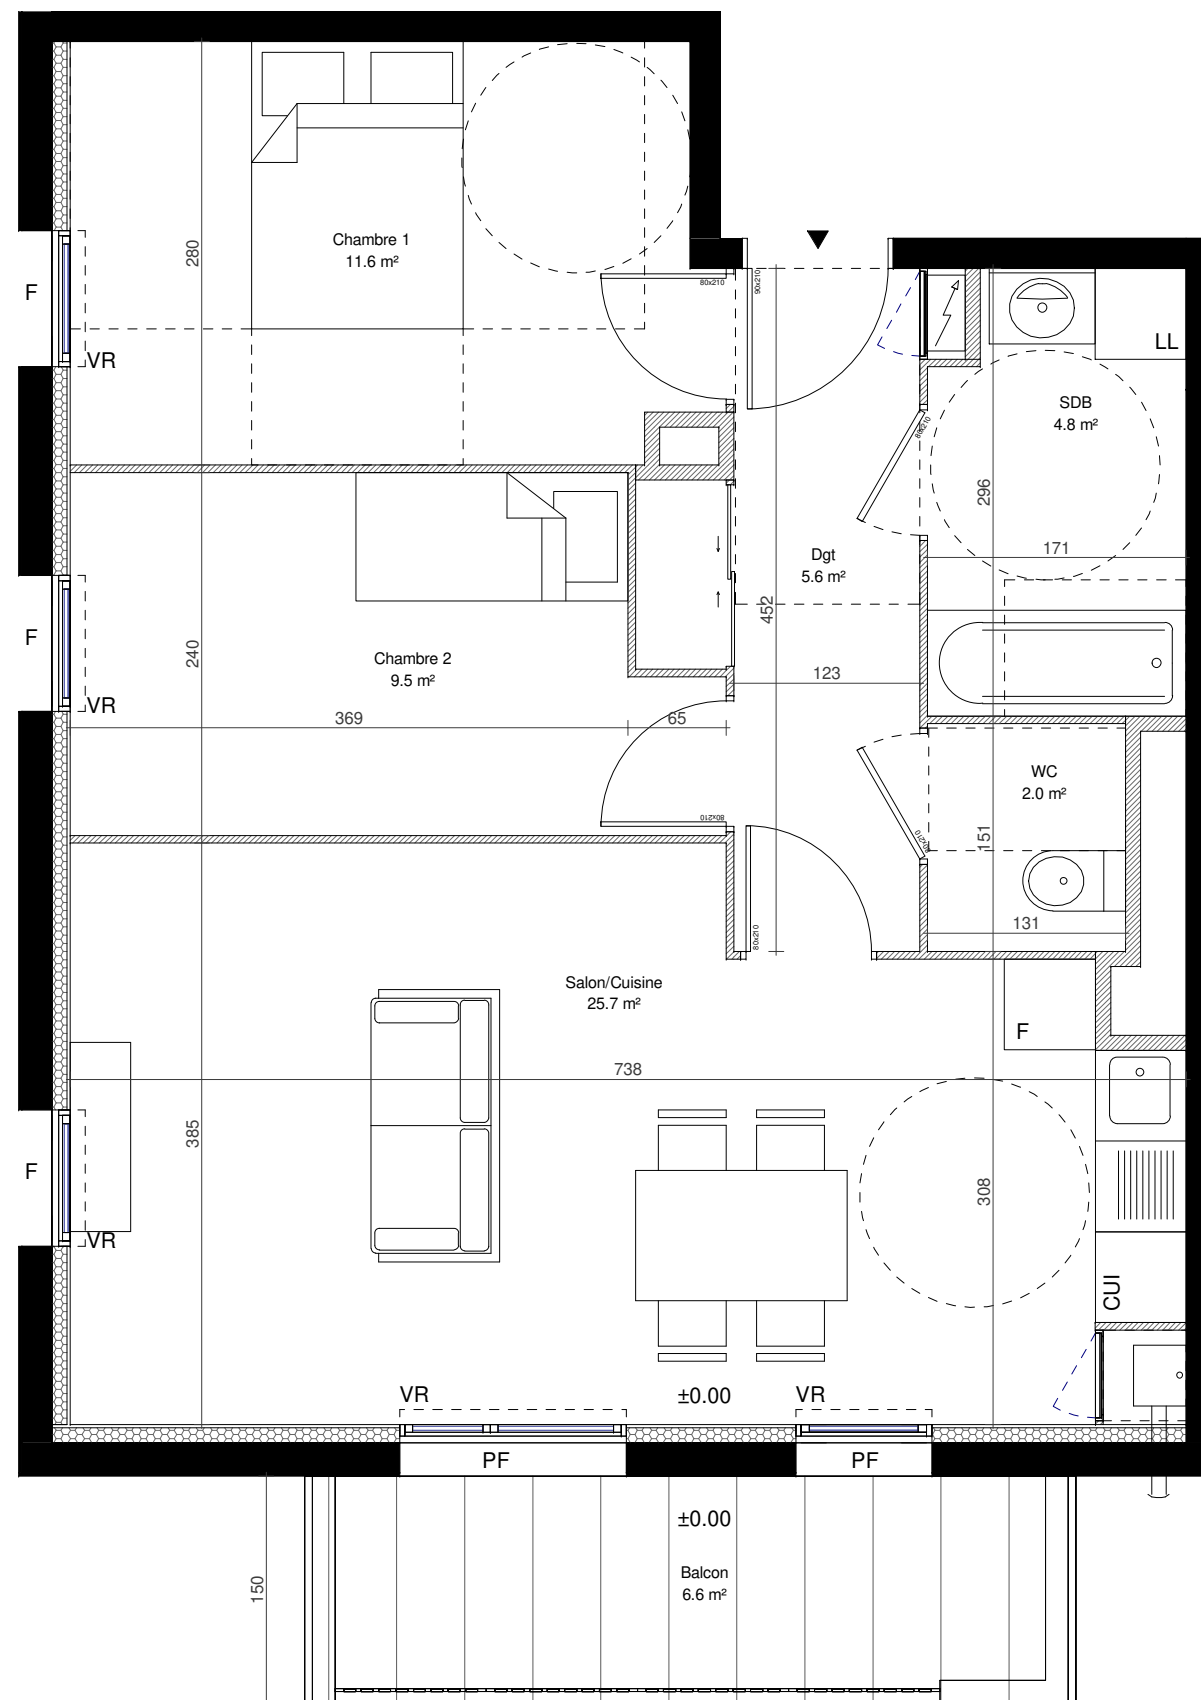 Chambre 1
11.6 m²
280
F
VR
80x210
90x210
LL
SDB
4.8 m²
80x210
296
171
Dgt
5.6 m²
452
123
F
VR
240
Chambre 2
9.5 m²
369
65
80x210
WC
2.0 m²
151
80x210
131
80x210
Salon/Cuisine
25.7 m²
F
738
385
F
VR
308
CUI
VR
±0.00
VR
PF
PF
±0.00
Balcon
6.6 m²
150